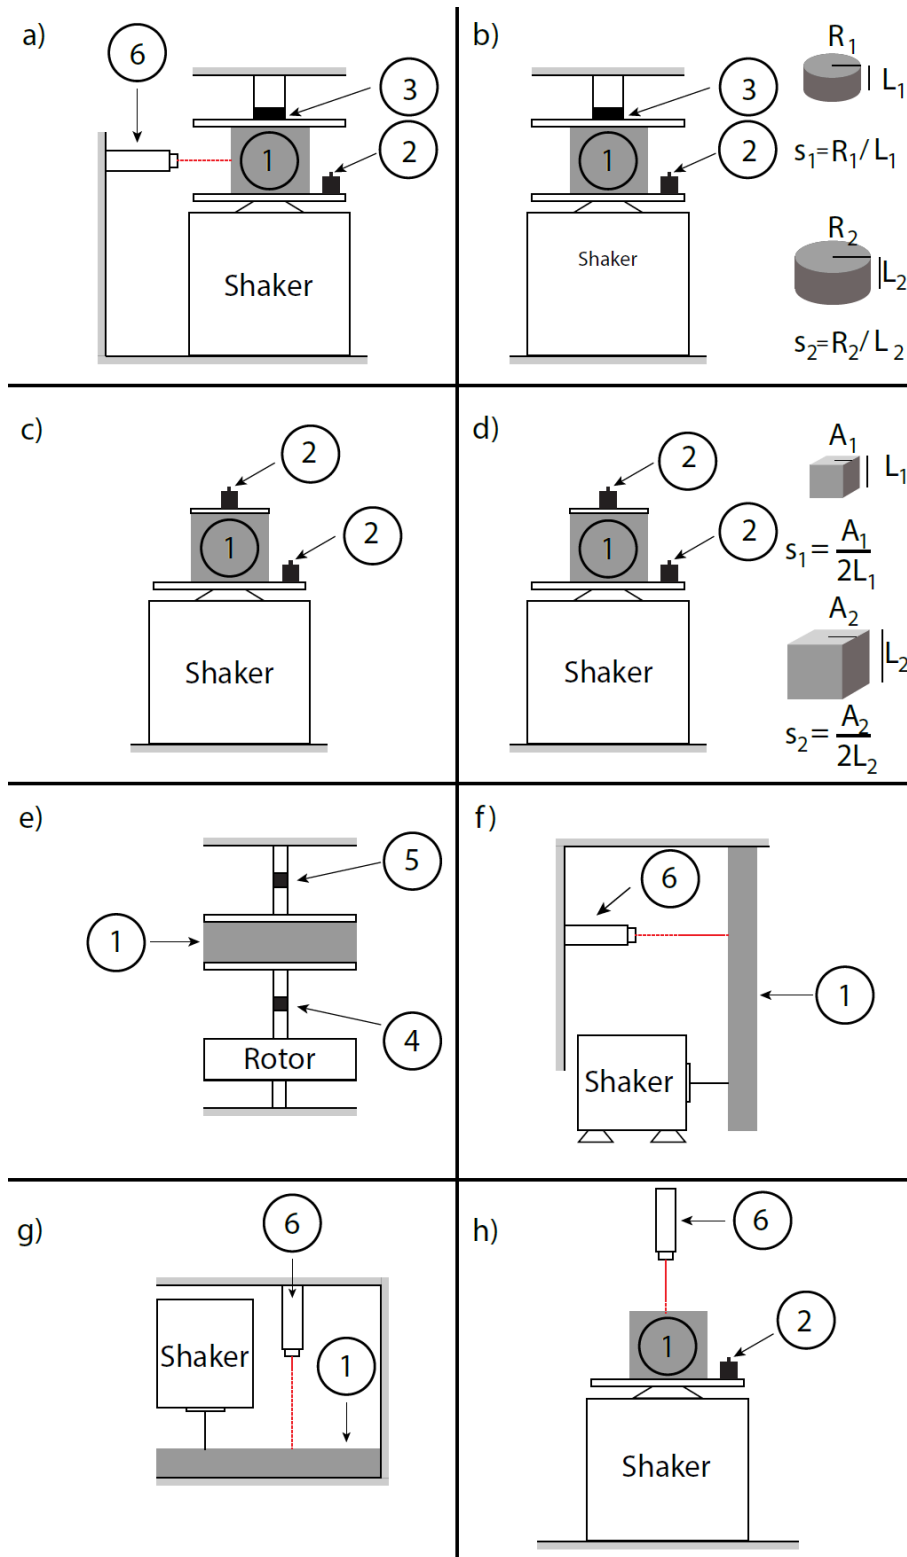 a)
6
3
2
1
Shaker
b)
R1
L1
3
2
1
s1=R1/L1
Shaker
R2
L2
s2=R2/L2
c)
2
2
1
Shaker
d)
A1
L1
2
2
1
s1=A1/2L1
A2
L2
Shaker
s2=A2/2L2
e)
5
1
4
Rotor
f)
6
1
Shaker
g)
6
Shaker
1
h)
6
2
1
Shaker